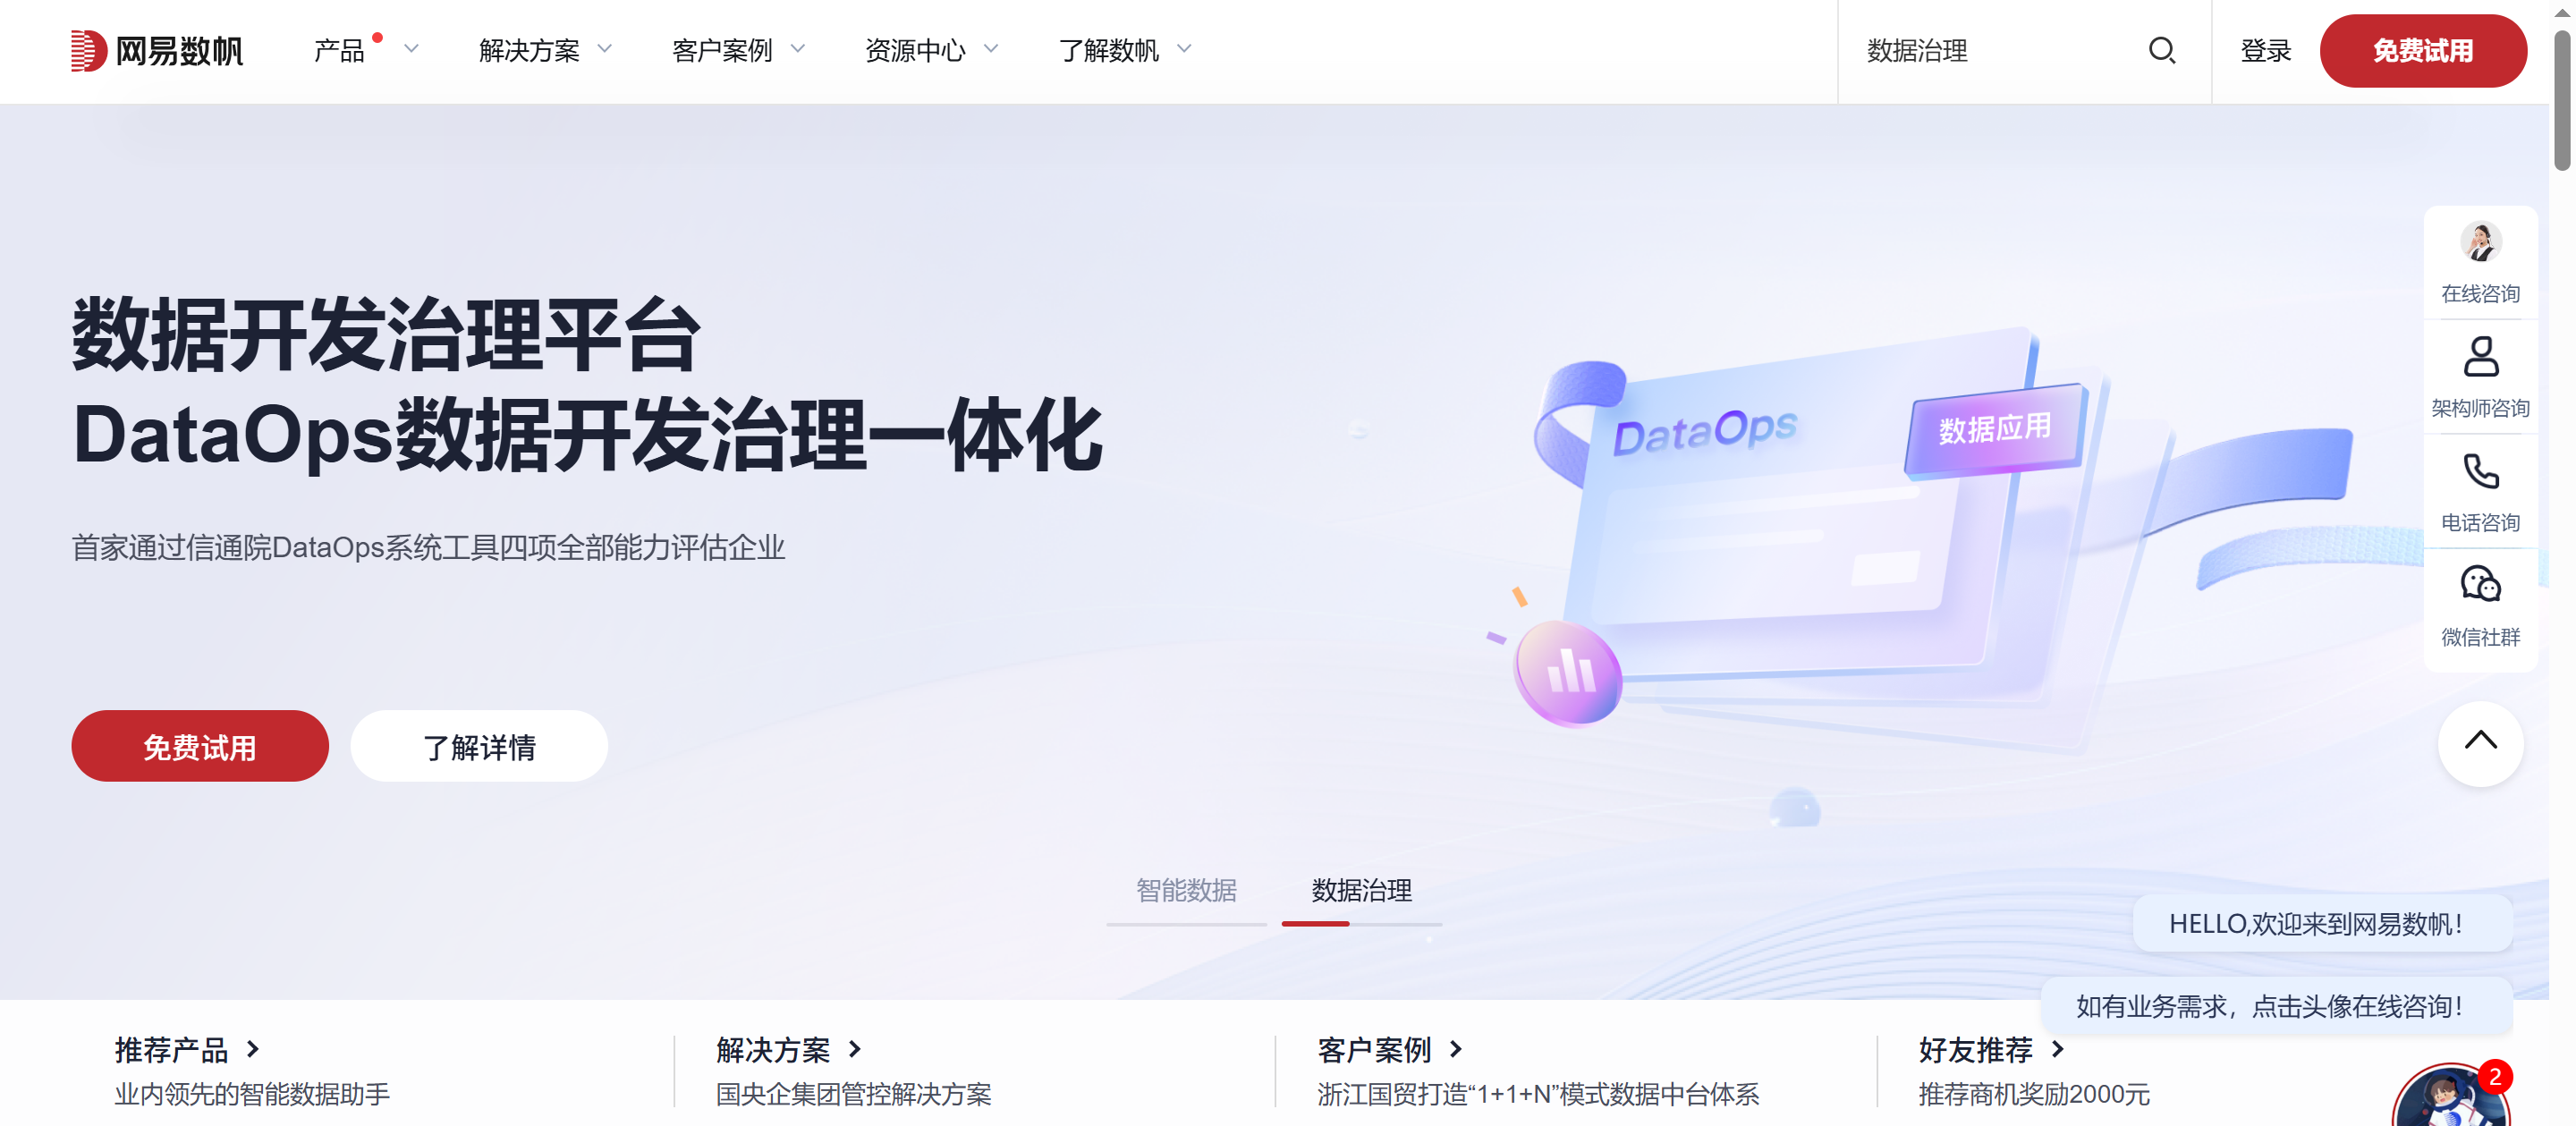 网易数帆
产品
解决方案
客户案例
资源中心
了解数帆
数据治理
登录
免费试用
数据开发治理平台
DataOps数据开发治理一体化
首家通过信通院DataOps系统工具四项全部能力评估企业
免费试用
了解详情
DataOps
数据应用
在线咨询
架构师咨询
电话咨询
微信社群
智能数据
数据治理
HELLO,欢迎来到网易数帆!
如有业务需求，点击头像在线咨询!
推荐产品
业内领先的智能数据助手
解决方案
国央企集团管控解决方案
客户案例
浙江国贸打造“1+1+N”模式数据中台体系
好友推荐
推荐商机奖励2000元
2